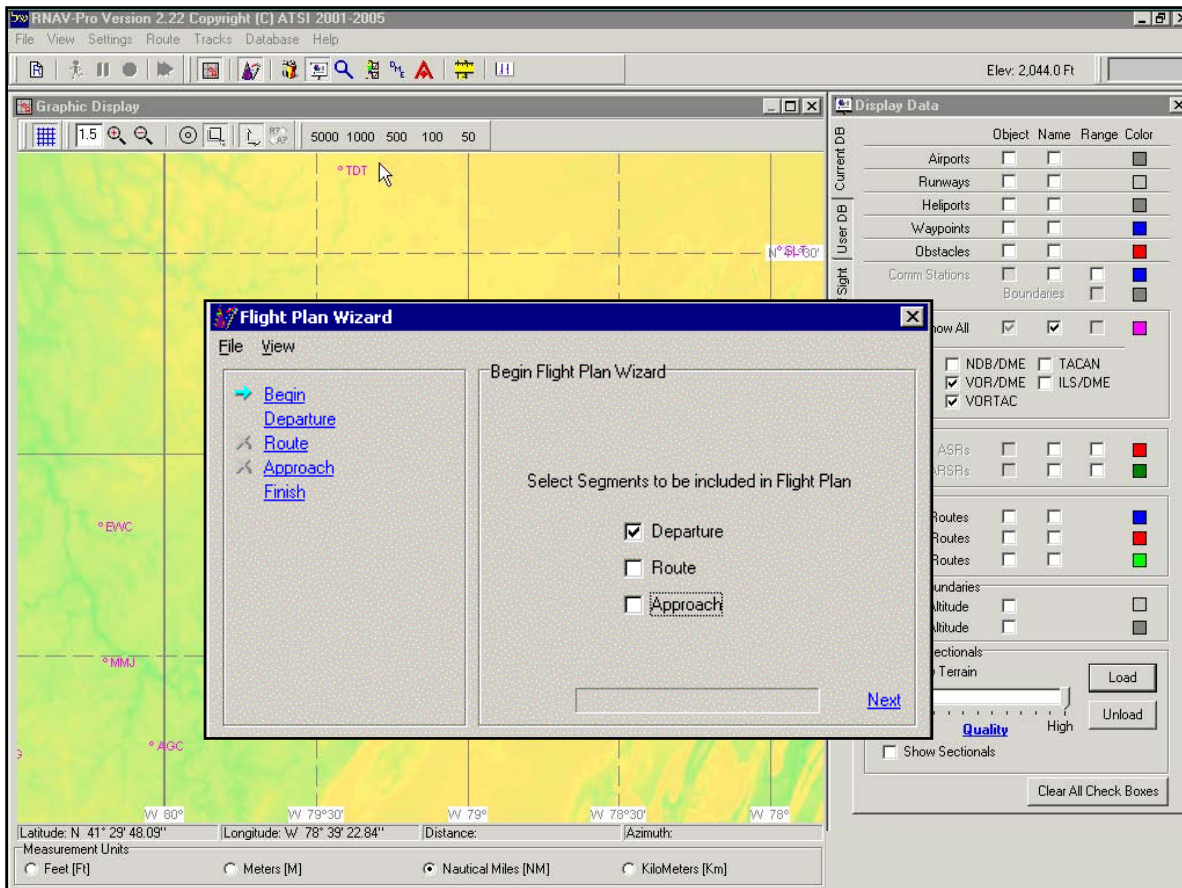 RNAV-Pro Version 2.22 Copyright (C) ATSI 2001-2005
File View Settings Route Tracks Database Help
Elev: 2,044.0 Ft
Graphic Display
1.5 5000 1000 500 100 50
TDT
EWC
MMJ
AGC
W 80° W 79°30' W 79° W 78°30' W 78°
Latitude: N 41° 29' 48.09" Longitude: W 78° 39' 22.84" Distance: Azimuth:
Measurement Units
Feet [Ft] Meters [M] Nautical Miles [NM] KiloMeters [Km]
Flight Plan Wizard
File View
Begin
Departure
Route
Approach
Finish
Begin Flight Plan Wizard
Select Segments to be included in Flight Plan
Departure
Route
Approach
Next
Display Data
Current DB
User DB
Sight
Object Name Range Color
Airports
Runways
Heliports
Waypoints
Obstacles
Comm Stations
Boundaries
All
NDB/DME TACAN
VOR/DME ILS/DME
VORTAC
ASRs
ARSRs
Routes
Routes
Routes
Terrain
Load
Quality High
Unload
Show Sectionals
Clear All Check Boxes